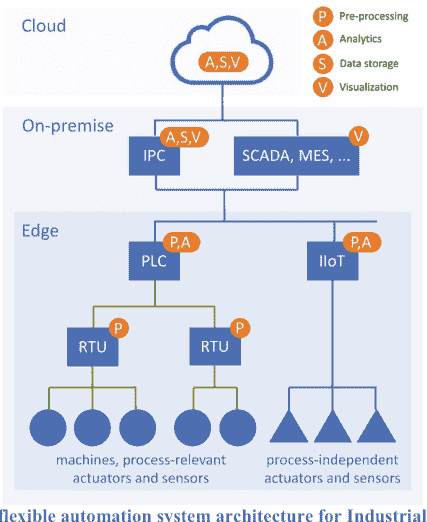 Cloud
P Pre-processing
A Analytics
S Data storage
V Visualization
A,S,V
On-premise
A,S,V
IPC
V
SCADA, MES, ...
Edge
P,A
PLC
P,A
IIoT
P
RTU
P
RTU
machines, process-relevant
actuators and sensors
process-independent
actuators and sensors
flexible automation system architecture for Industrial